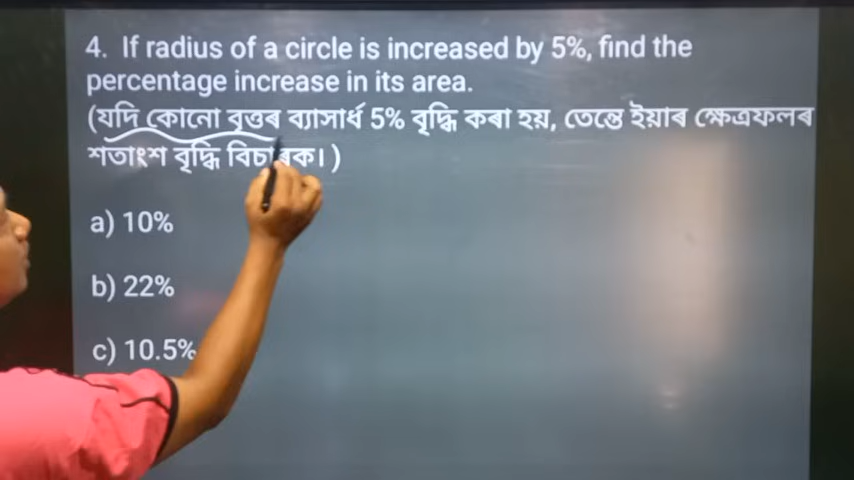 4. If radius of a circle is increased by 5%, find the
percentage increase in its area.
(যদি কোনো বৃত্তৰ ব্যাসাৰ্ধ 5% বৃদ্ধি কৰা হয়, তেন্তে ইয়াৰ ক্ষেত্ৰফলৰ
শতাংশ বৃদ্ধি বিচাৰক।)
a) 10%
b) 22%
c) 10.5%